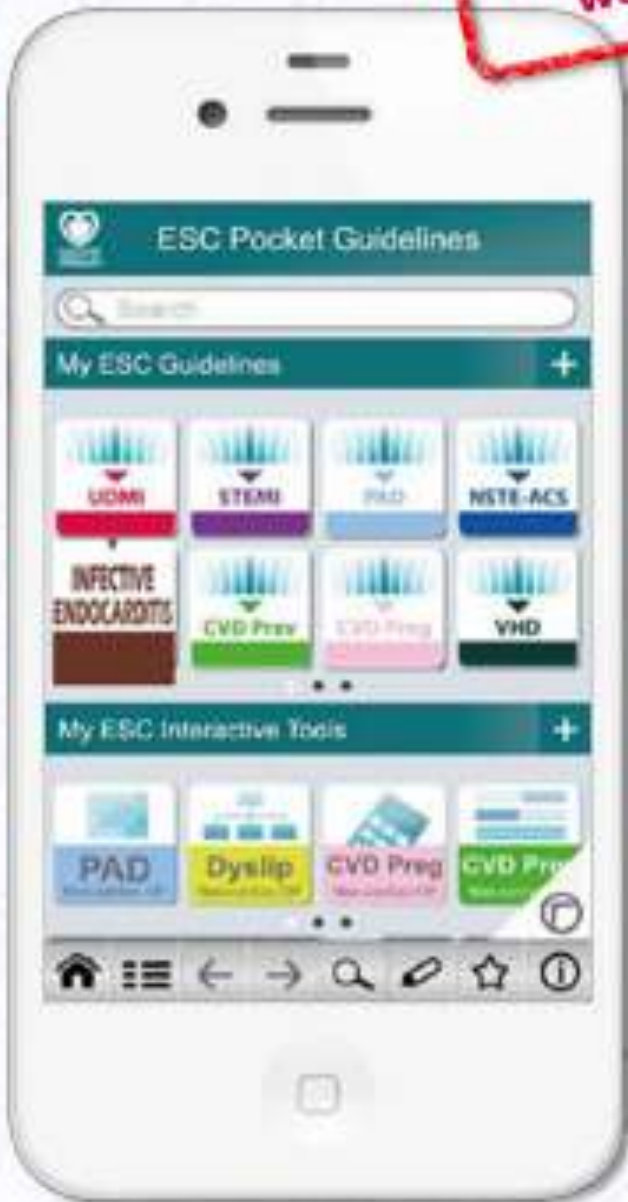 ESC Pocket Guidelines
Search
My ESC Guidelines
+
UDMI
STEMI
PAD
NSTE-ACS
INFECTIVE
ENDOCARDITIS
CVD Prev
CVD Preg
VHD
My ESC Interactive Tools
+
PAD
Dyslip
CVD Preg
CVD